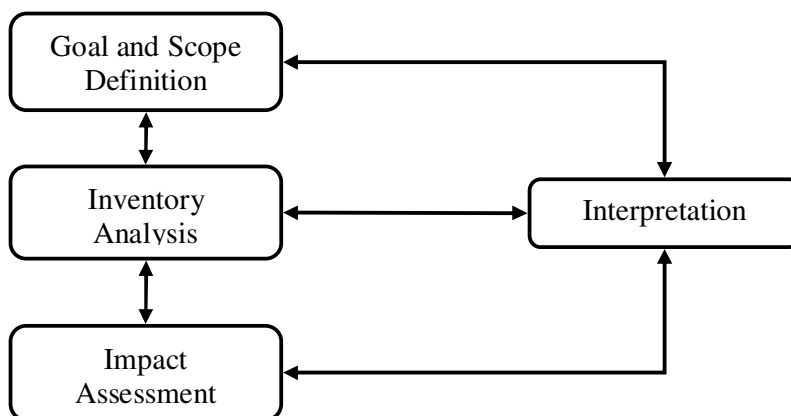 Goal and Scope
Definition
Inventory
Analysis
Interpretation
Impact
Assessment